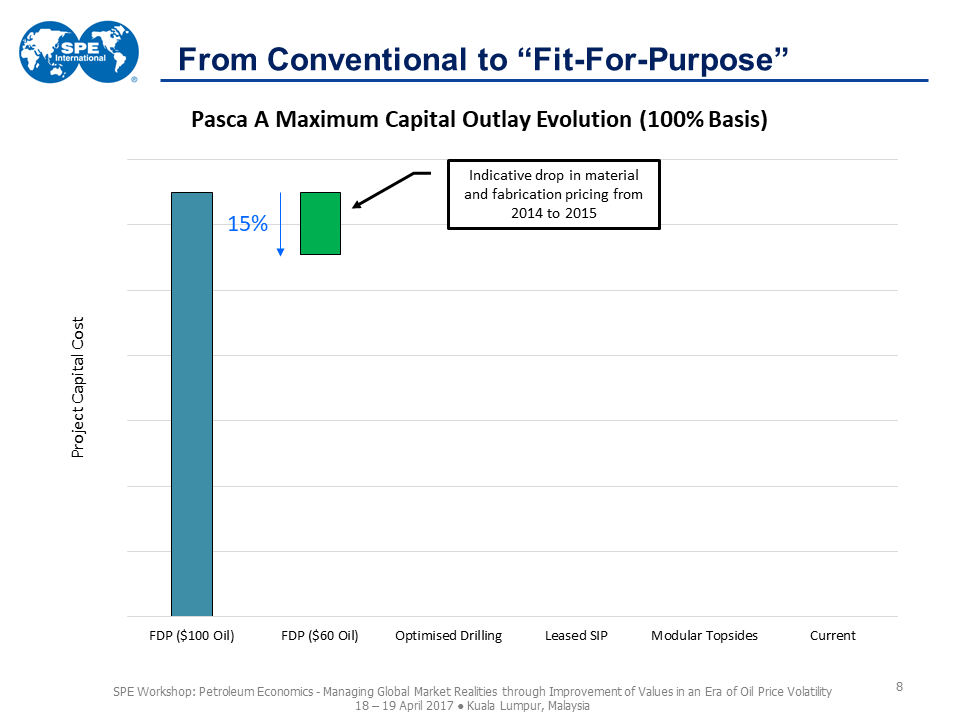 SPE
International
®
From Conventional to “Fit-For-Purpose”
Pasca A Maximum Capital Outlay Evolution (100% Basis)
Indicative drop in material
and fabrication pricing from
2014 to 2015
15%
Project Capital Cost
FDP ($100 Oil) FDP ($60 Oil) Optimised Drilling Leased SIP Modular Topsides Current
SPE Workshop: Petroleum Economics - Managing Global Market Realities through Improvement of Values in an Era of Oil Price Volatility
18 – 19 April 2017 ● Kuala Lumpur, Malaysia
8